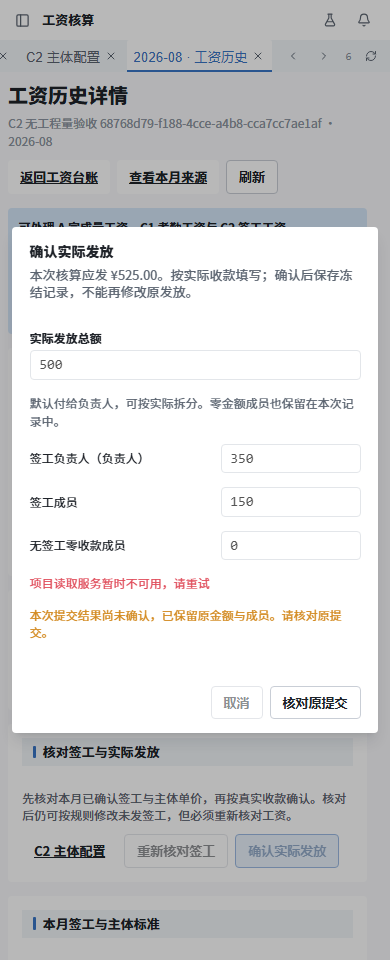 工资核算
C2 主体配置
2026-08 · 工资历史
6
工资历史详情
C2 无工程量验收 68768d79-f188-4cce-a4b8-cca7cc7ae1af •
2026-08
返回工资台账 查看本月来源 刷新
确认实际发放
本次核算应发 ¥525.00。按实际收款填写；确认后保存冻
结记录，不能再修改原发放。
实际发放总额
500
默认付给负责人，可按实际拆分。零金额成员也保留在本次记
录中。
签工负责人（负责人） 350
签工成员 150
无签工零收款成员 0
项目读取服务暂时不可用，请重试
本次提交结果尚未确认，已保留原金额与成员。请核对原提
交。
取消 核对原提交
核对签工与实际发放
先核对本月已确认签工与主体单价，再按真实收款确认。核对
后仍可按规则修改未发签工，但必须重新核对工资。
C2 主体配置 重新核对签工 确认实际发放
本月签工与主体标准